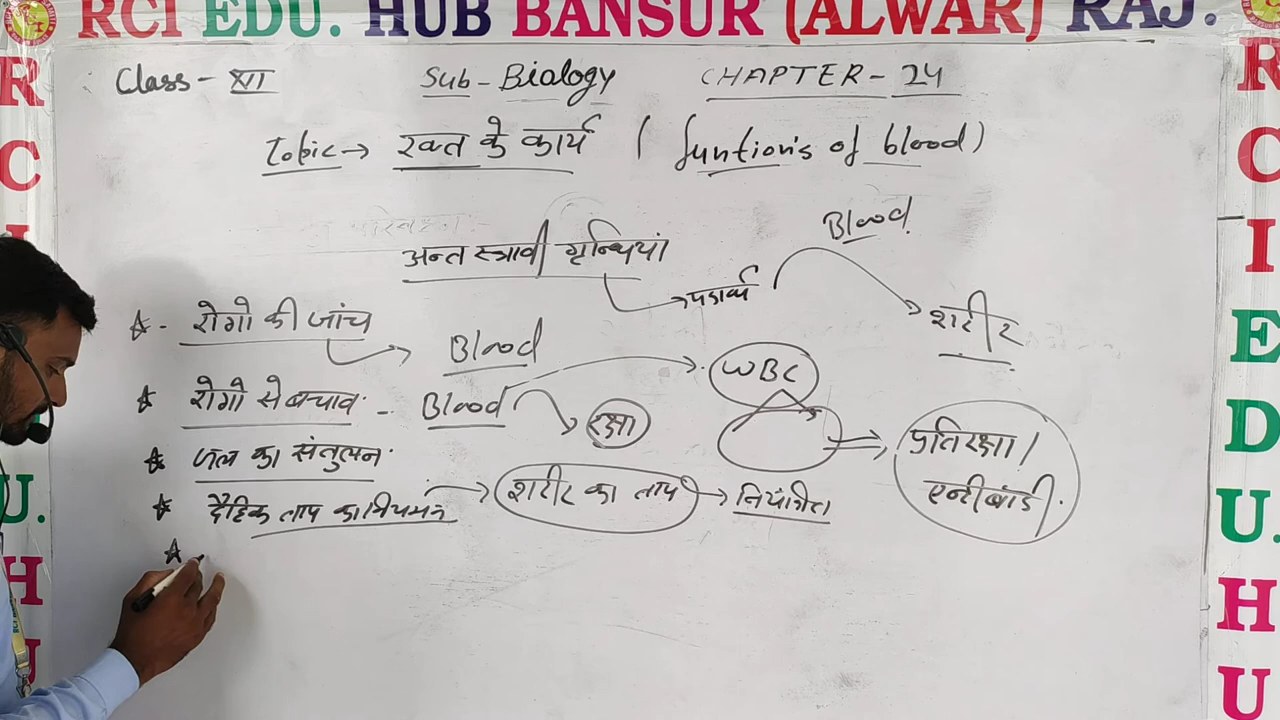 RCI EDU. HUB BANSUR (ALWAR) RAJ.
Class - XII Sub - Biology CHAPTER - 24
Topic → रक्त के कार्य ( funtion's of blood)
अन्त स्त्रावी ग्रन्थियां
पदार्थ
Blood
शरीर
☆ - रोगो की जांच → Blood
☆ रोगो से बचाव - Blood रक्षा
WBC
प्रतिरक्षा /
एन्टीबॉडी.
☆ जल का संतुलन
☆ दैहिक ताप का नियमन → शरीर का ताप → नियंत्रित
☆
R C I E D U. H U
U. H U